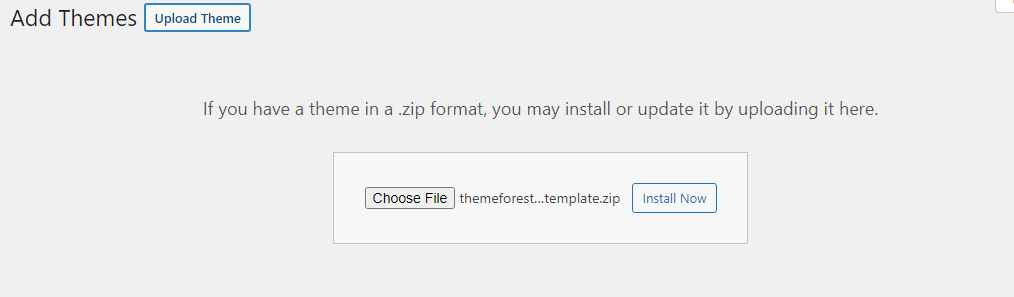 Add Themes Upload Theme
If you have a theme in a .zip format, you may install or update it by uploading it here.
Choose File themeforest...template.zip Install Now